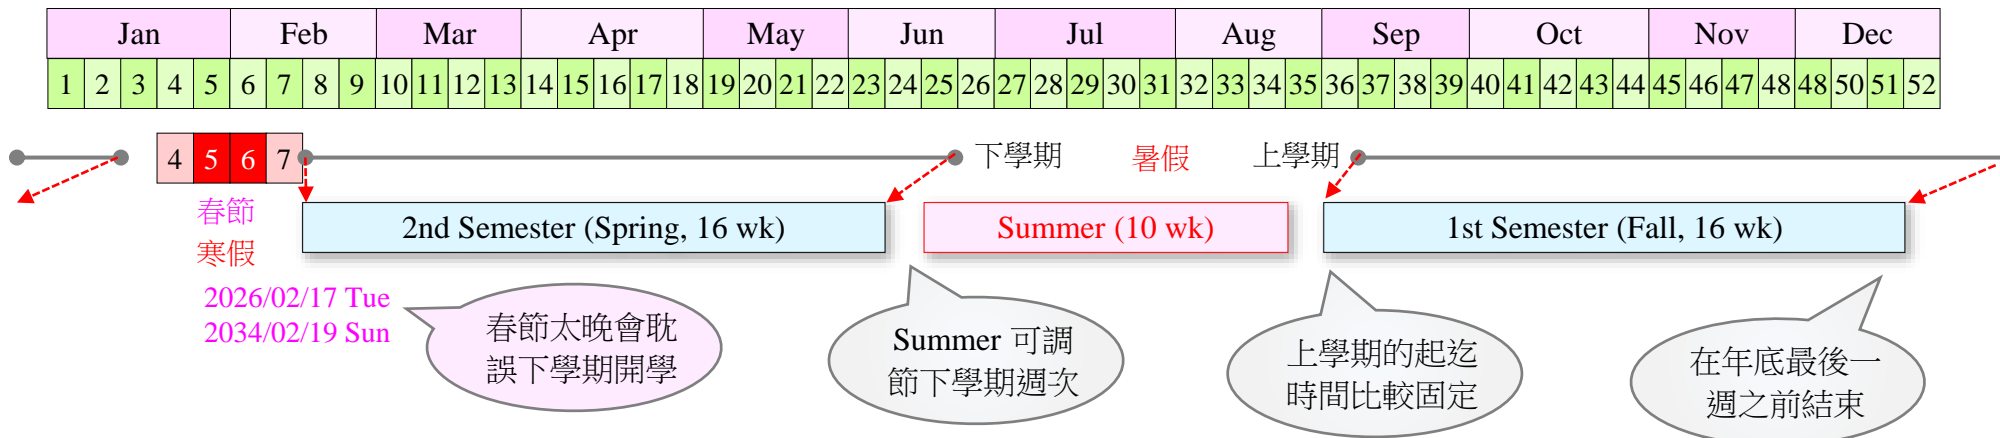 Jan Feb Mar Apr May Jun Jul Aug Sep Oct Nov Dec
1 2 3 4 5 6 7 8 9 10 11 12 13 14 15 16 17 18 19 20 21 22 23 24 25 26 27 28 29 30 31 32 33 34 35 36 37 38 39 40 41 42 43 44 45 46 47 48 48 50 51 52
4 5 6 7 下學期 暑假 上學期
春節
寒假
2nd Semester (Spring, 16 wk) Summer (10 wk) 1st Semester (Fall, 16 wk)
2026/02/17 Tue
2034/02/19 Sun
春節太晚會耽
誤下學期開學
Summer 可調
節下學期週次
上學期的起迄
時間比較固定
在年底最後一
週之前結束